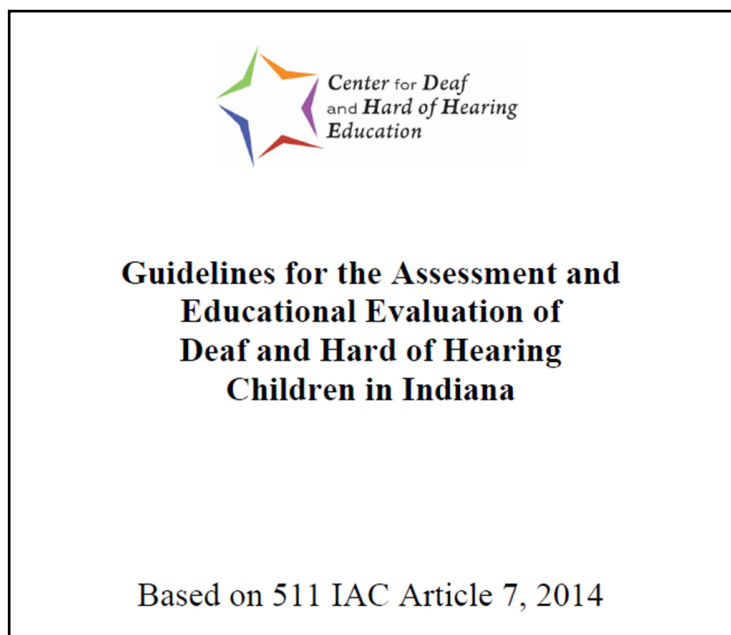 Center for Deaf
and Hard of Hearing
Education
Guidelines for the Assessment and
Educational Evaluation of
Deaf and Hard of Hearing
Children in Indiana
Based on 511 IAC Article 7, 2014